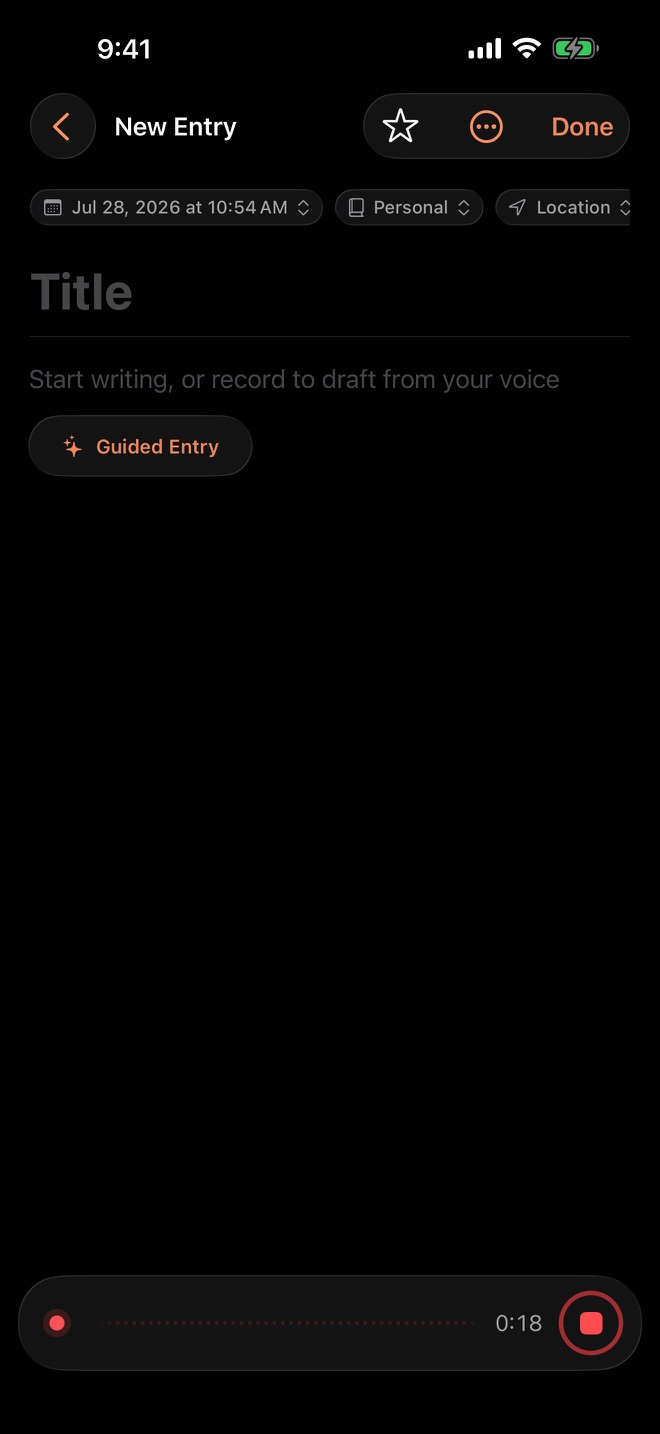 9:41
New Entry
Done
Jul 28, 2026 at 10:54 AM
Personal
Location
Title
Start writing, or record to draft from your voice
Guided Entry
0:18